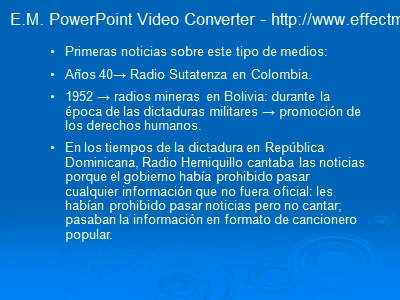 E.M. PowerPoint Video Converter - http://www.effectm
• Primeras noticias sobre este tipo de medios:
• Años 40→ Radio Sutatenza en Colombia.
• 1952 → radios mineras en Bolivia: durante la
época de las dictaduras militares → promoción de
los derechos humanos.
• En los tiempos de la dictadura en República
Dominicana, Radio Herniquillo cantaba las noticias
porque el gobierno había prohibido pasar
cualquier información que no fuera oficial: les
habían prohibido pasar noticias pero no cantar;
pasaban la información en formato de cancionero
popular.